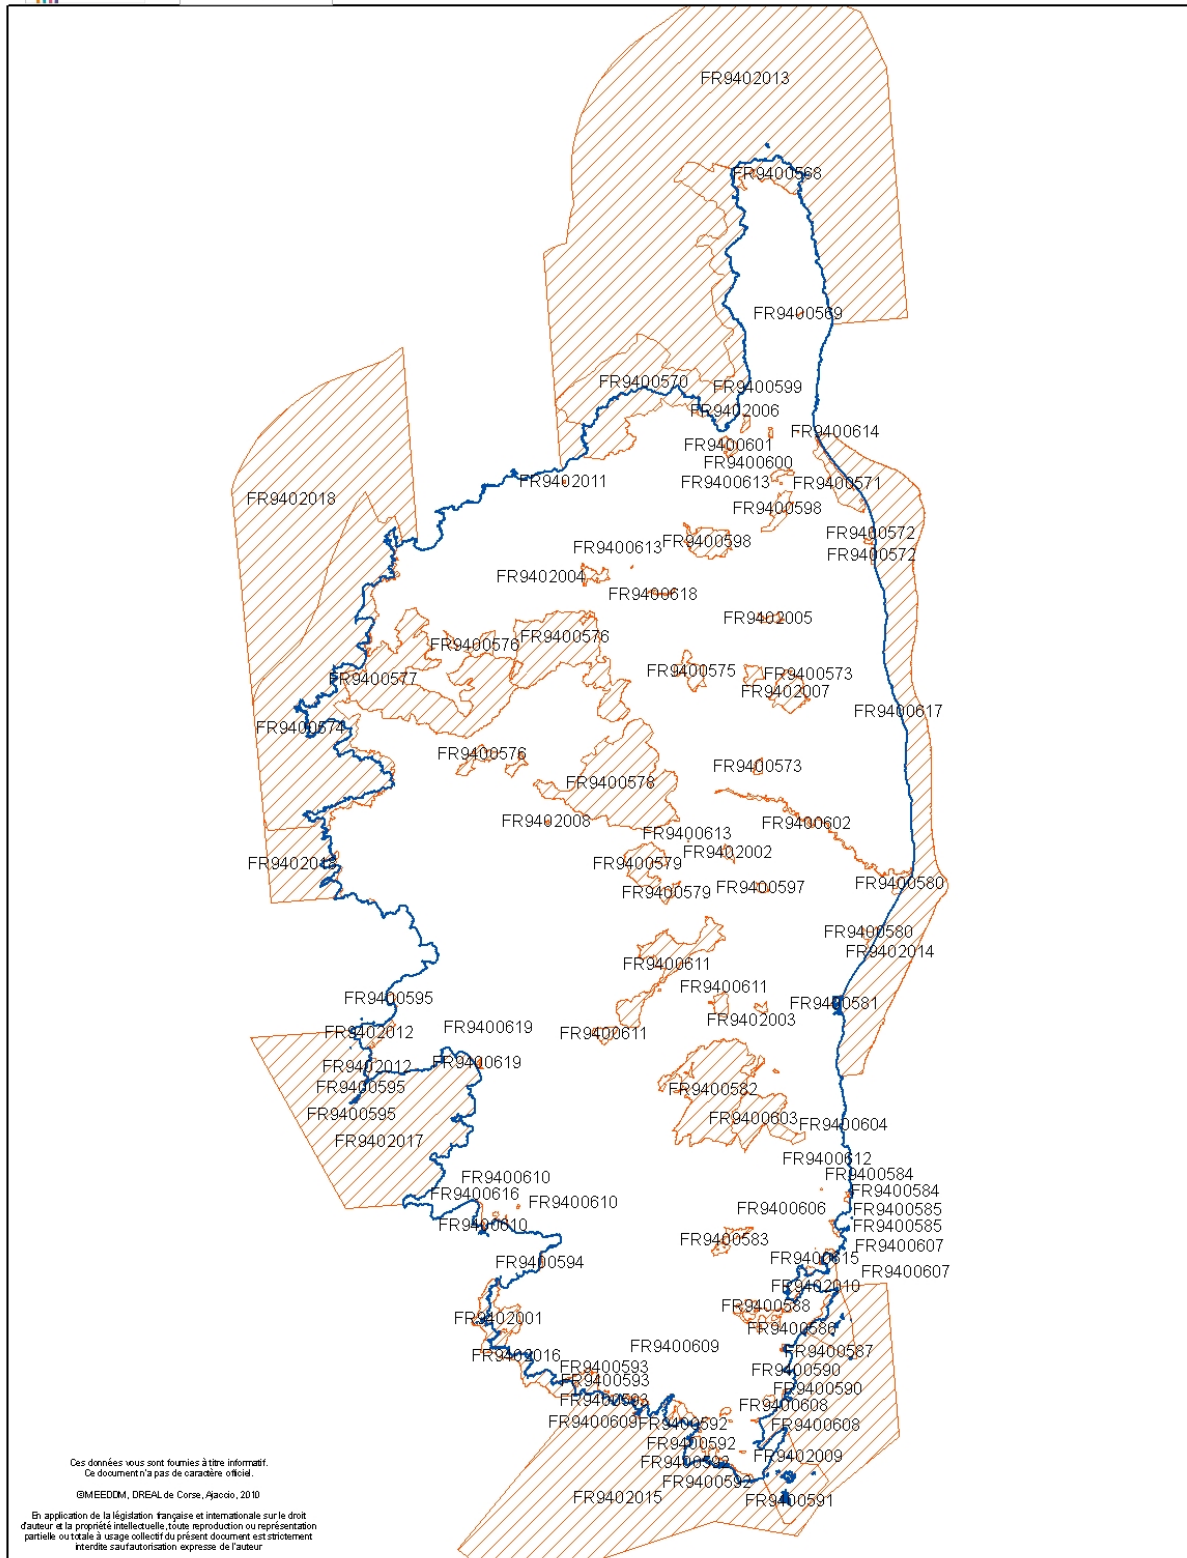 FR9402013
FR9400568
FR9400569
FR9400570
FR9400599
FR9402006
FR9400614
FR9400601
FR9400600
FR9402011
FR9400613
FR9400571
FR9402018
FR9400598
FR9400572
FR9400598
FR9400613
FR9400572
FR9402004
FR9400618
FR9402005
FR9400576
FR9400576
FR9400575
FR9400573
FR9400577
FR9402007
FR9400617
FR9400574
FR9400576
FR9400573
FR9400578
FR9402008
FR9400602
FR9400613
FR9402002
FR9402018
FR9400579
FR9400580
FR9400579
FR9400597
FR9400580
FR9402014
FR9400611
FR9400611
FR9400595
FR9400581
FR9402003
FR9400619
FR9402012
FR9400611
FR9400619
FR9402012
FR9400595
FR9400582
FR9400595
FR9400603
FR9400604
FR9402017
FR9400612
FR9400584
FR9400610
FR9400584
FR9400616
FR9400610
FR9400606
FR9400585
FR9400610
FR9400585
FR9400583
FR9400607
FR9400594
FR9400615
FR9400607
FR9402010
FR9400588
FR9402001
FR9400586
FR9400609
FR9400587
FR9402016
FR9400593
FR9400590
FR9400593
FR9400590
FR9400593
FR9400608
FR9400609
FR9400592
FR9400608
FR9400592
FR9402009
FR9400592
FR9400592
FR9402015
FR9400591
Ces données vous sont fournies à titre informatif.
Ce document n'a pas de caractère officiel.
©MEEDDM, DREAL de Corse, Ajaccio, 2010
En application de la législation française et internationale sur le droit
d'auteur et la propriété intellectuelle, toute reproduction ou représentation
partielle ou totale à usage collectif du présent document est strictement
interdite sauf autorisation expresse de l'auteur